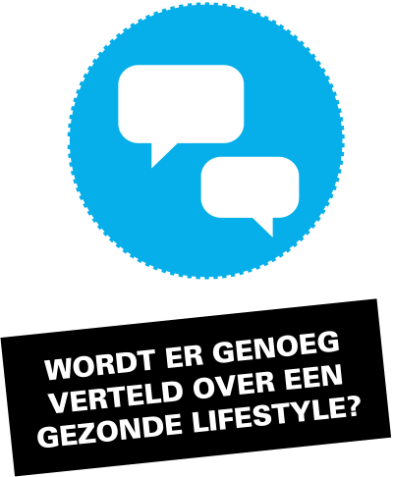 WORDT ER GENOEG
VERTELD OVER EEN
GEZONDE LIFESTYLE?